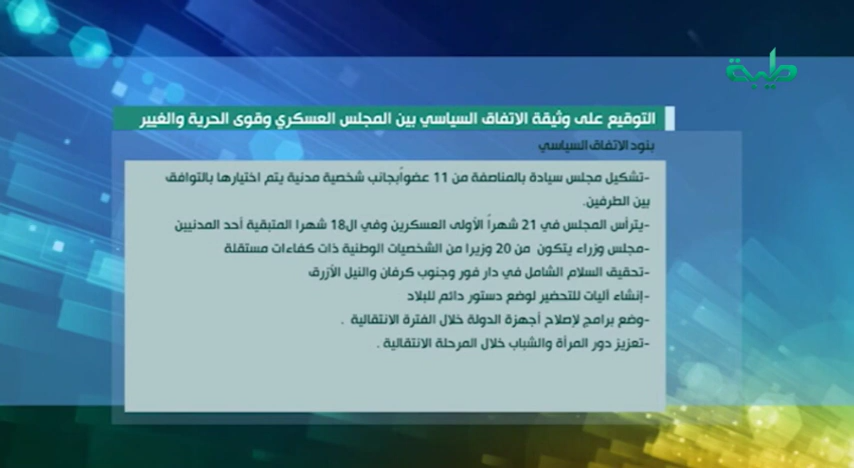 طيبة
التوقيع على وثيقة الاتفاق السياسي بين المجلس العسكري وقوى الحرية والغيير
بنود الاتفاق السياسي
-تشكيل مجلس سيادة بالمناصفة من 11 عضواًبجانب شخصية مدنية يتم اختيارها بالتوافق
بين الطرفين.
-يترأس المجلس في 21 شهراً الأولى العسكرين وفي ال18 شهرا المتبقية أحد المدنيين
-مجلس وزراء يتكون من 20 وزيرا من الشخصيات الوطنية ذات كفاءات مستقلة
-تحقيق السلام الشامل في دار فور وجنوب كرفان والنيل الأزرق
-إنشاء آليات للتحضير لوضع دستور دائم للبلاد
-وضع برامج لإصلاح أجهزة الدولة خلال الفترة الانتقالية .
-تعزيز دور المرأة والشباب خلال المرحلة الانتقالية .